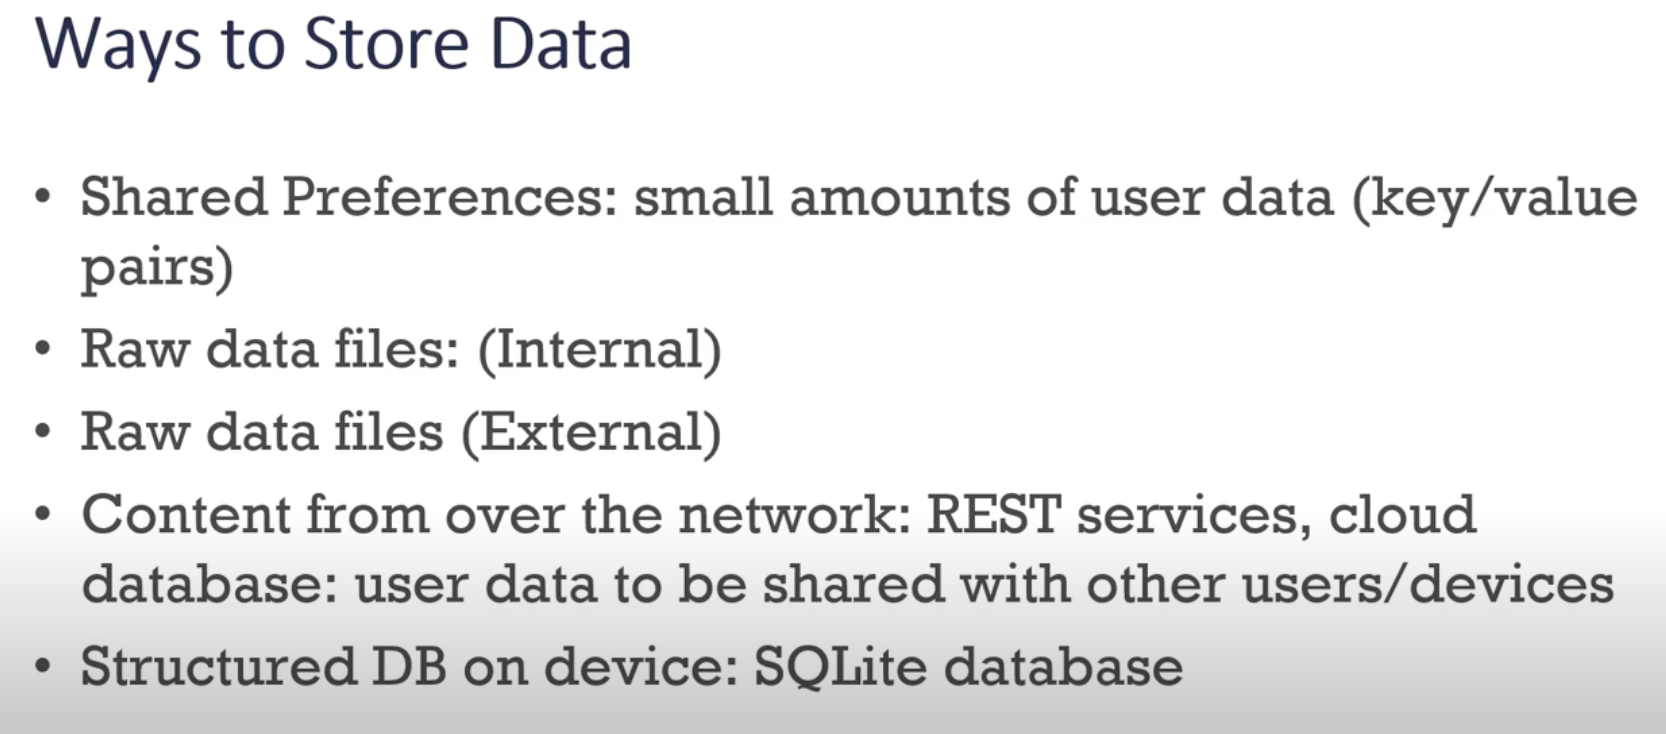 Ways to Store Data
• Shared Preferences: small amounts of user data (key/value
pairs)
• Raw data files: (Internal)
• Raw data files (External)
• Content from over the network: REST services, cloud
database: user data to be shared with other users/devices
• Structured DB on device: SQLite database